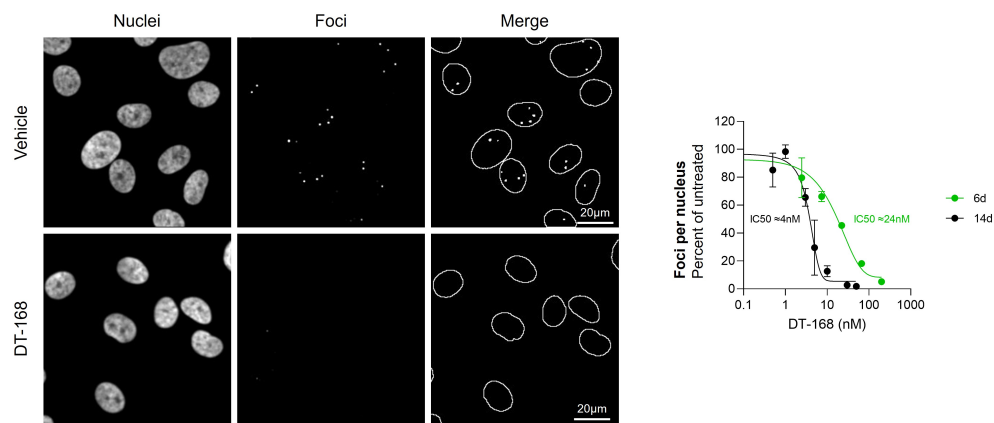 Nuclei
Foci
Merge
Vehicle
20µm
DT-168
20µm
Foci per nucleus
Percent of untreated
120
100
80
60
40
20
0
IC50 ≈4nM
IC50 ≈24nM
0.1
1
10
100
1000
DT-168 (nM)
6d
14d